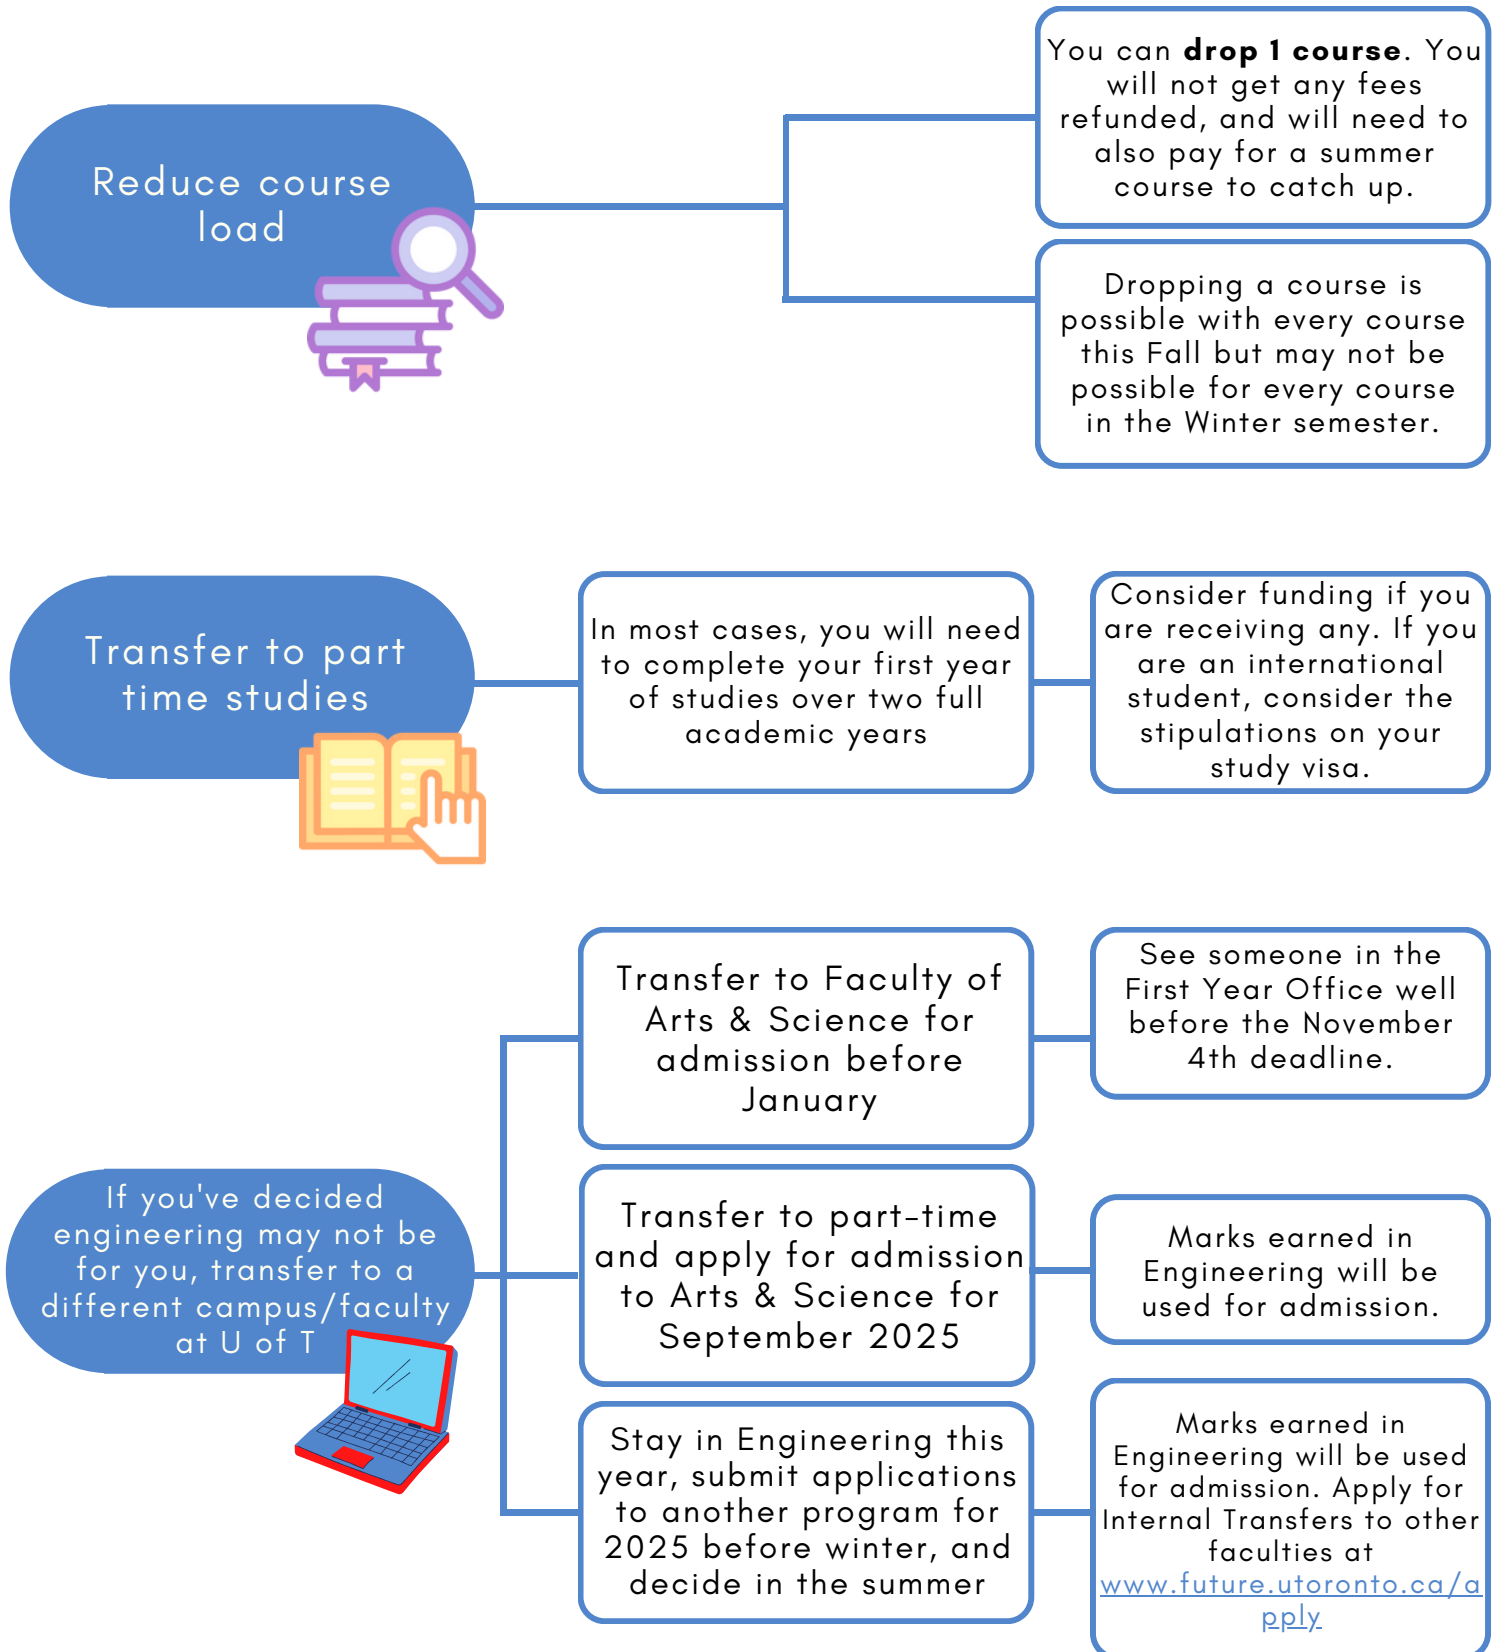 Reduce course
load
You can drop 1 course. You
will not get any fees
refunded, and will need to
also pay for a summer
course to catch up.
Dropping a course is
possible with every course
this Fall but may not be
possible for every course
in the Winter semester.
Transfer to part
time studies
In most cases, you will need
to complete your first year
of studies over two full
academic years
Consider funding if you
are receiving any. If you
are an international
student, consider the
stipulations on your
study visa.
If you've decided
engineering may not be
for you, transfer to a
different campus/faculty
at U of T
Transfer to Faculty of
Arts & Science for
admission before
January
See someone in the
First Year Office well
before the November
4th deadline.
Transfer to part-time
and apply for admission
to Arts & Science for
September 2025
Marks earned in
Engineering will be
used for admission.
Stay in Engineering this
year, submit applications
to another program for
2025 before winter, and
decide in the summer
Marks earned in
Engineering will be used
for admission. Apply for
Internal Transfers to other
faculties at
www.future.utoronto.ca/a
pply